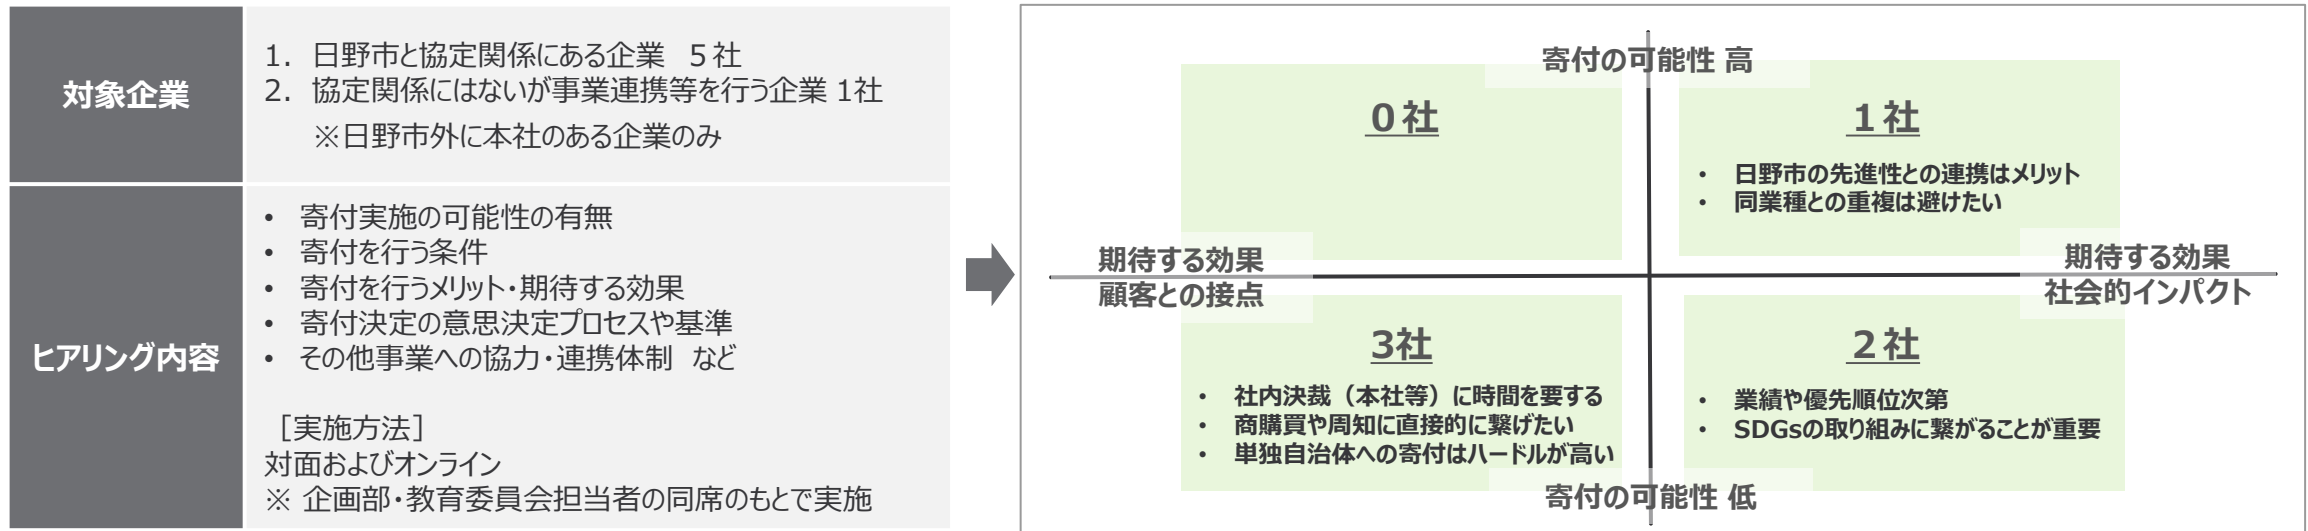 対象企業
1. 日野市と協定関係にある企業 5社
2. 協定関係にはないが事業連携等を行う企業 1社
※日野市外に本社のある企業のみ
ヒアリング内容
• 寄付実施の可能性の有無
• 寄付を行う条件
• 寄付を行うメリット・期待する効果
• 寄付決定の意思決定プロセスや基準
• その他事業への協力・連携体制 など
［実施方法］
対面およびオンライン
※ 企画部・教育委員会担当者の同席のもとで実施
寄付の可能性 高
0社
1社
• 日野市の先進性との連携はメリット
• 同業種との重複は避けたい
期待する効果
顧客との接点
期待する効果
社会的インパクト
3社
• 社内決裁（本社等）に時間を要する
• 商購買や周知に直接的に繋げたい
• 単独自治体への寄付はハードルが高い
2社
• 業績や優先順位次第
• SDGsの取り組みに繋がることが重要
寄付の可能性 低